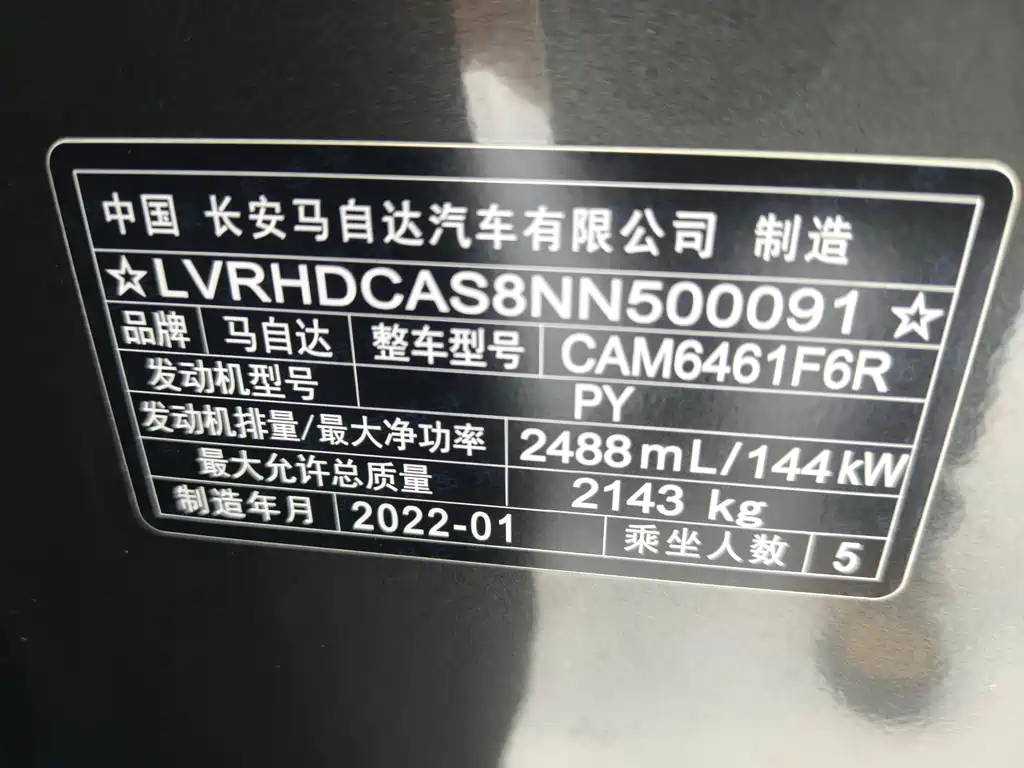 中国 长安马自达汽车有限公司 制造
☆LVRHDCAS8NN500091☆
品牌 马自达 整车型号 CAM6461F6R
发动机型号 PY
发动机排量/最大净功率 2488mL/144kW
最大允许总质量 2143 kg
制造年月 2022-01 乘坐人数 5